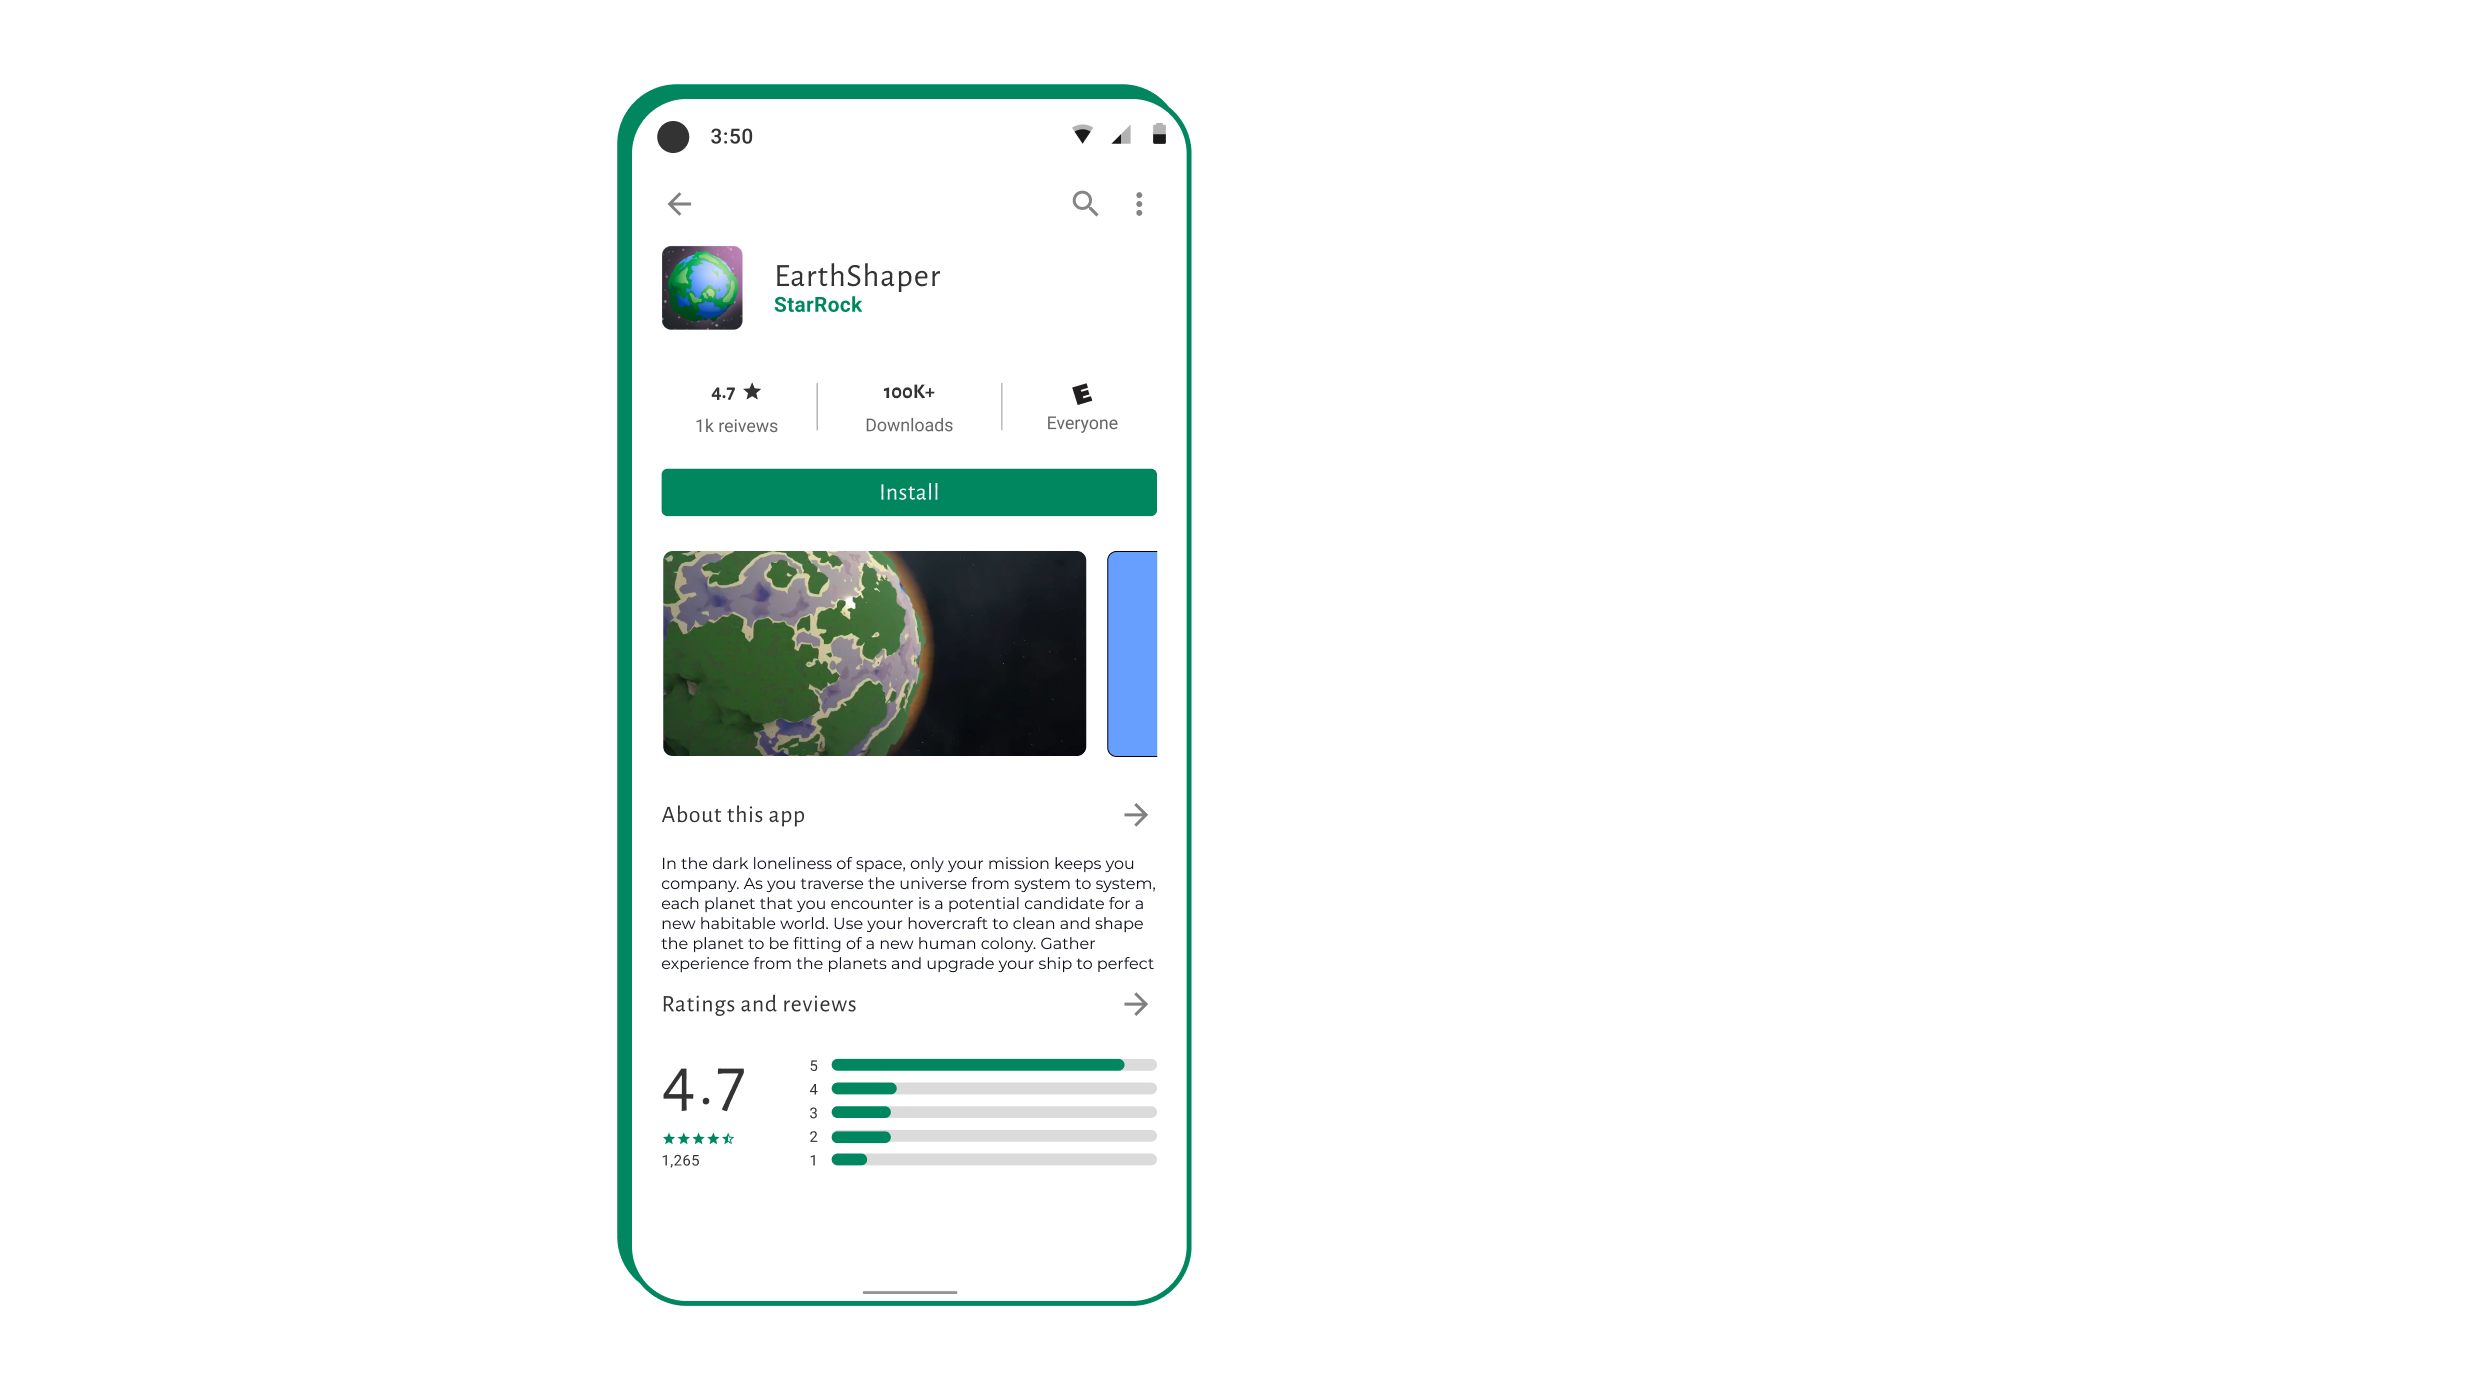 3:50
EarthShaper
StarRock
4.7 ★
1k reivews
100K+
Downloads
E
Everyone
Install
About this app
In the dark loneliness of space, only your mission keeps you
company. As you traverse the universe from system to system,
each planet that you encounter is a potential candidate for a
new habitable world. Use your hovercraft to clean and shape
the planet to be fitting of a new human colony. Gather
experience from the planets and upgrade your ship to perfect
Ratings and reviews
4.7
1,265
5
4
3
2
1